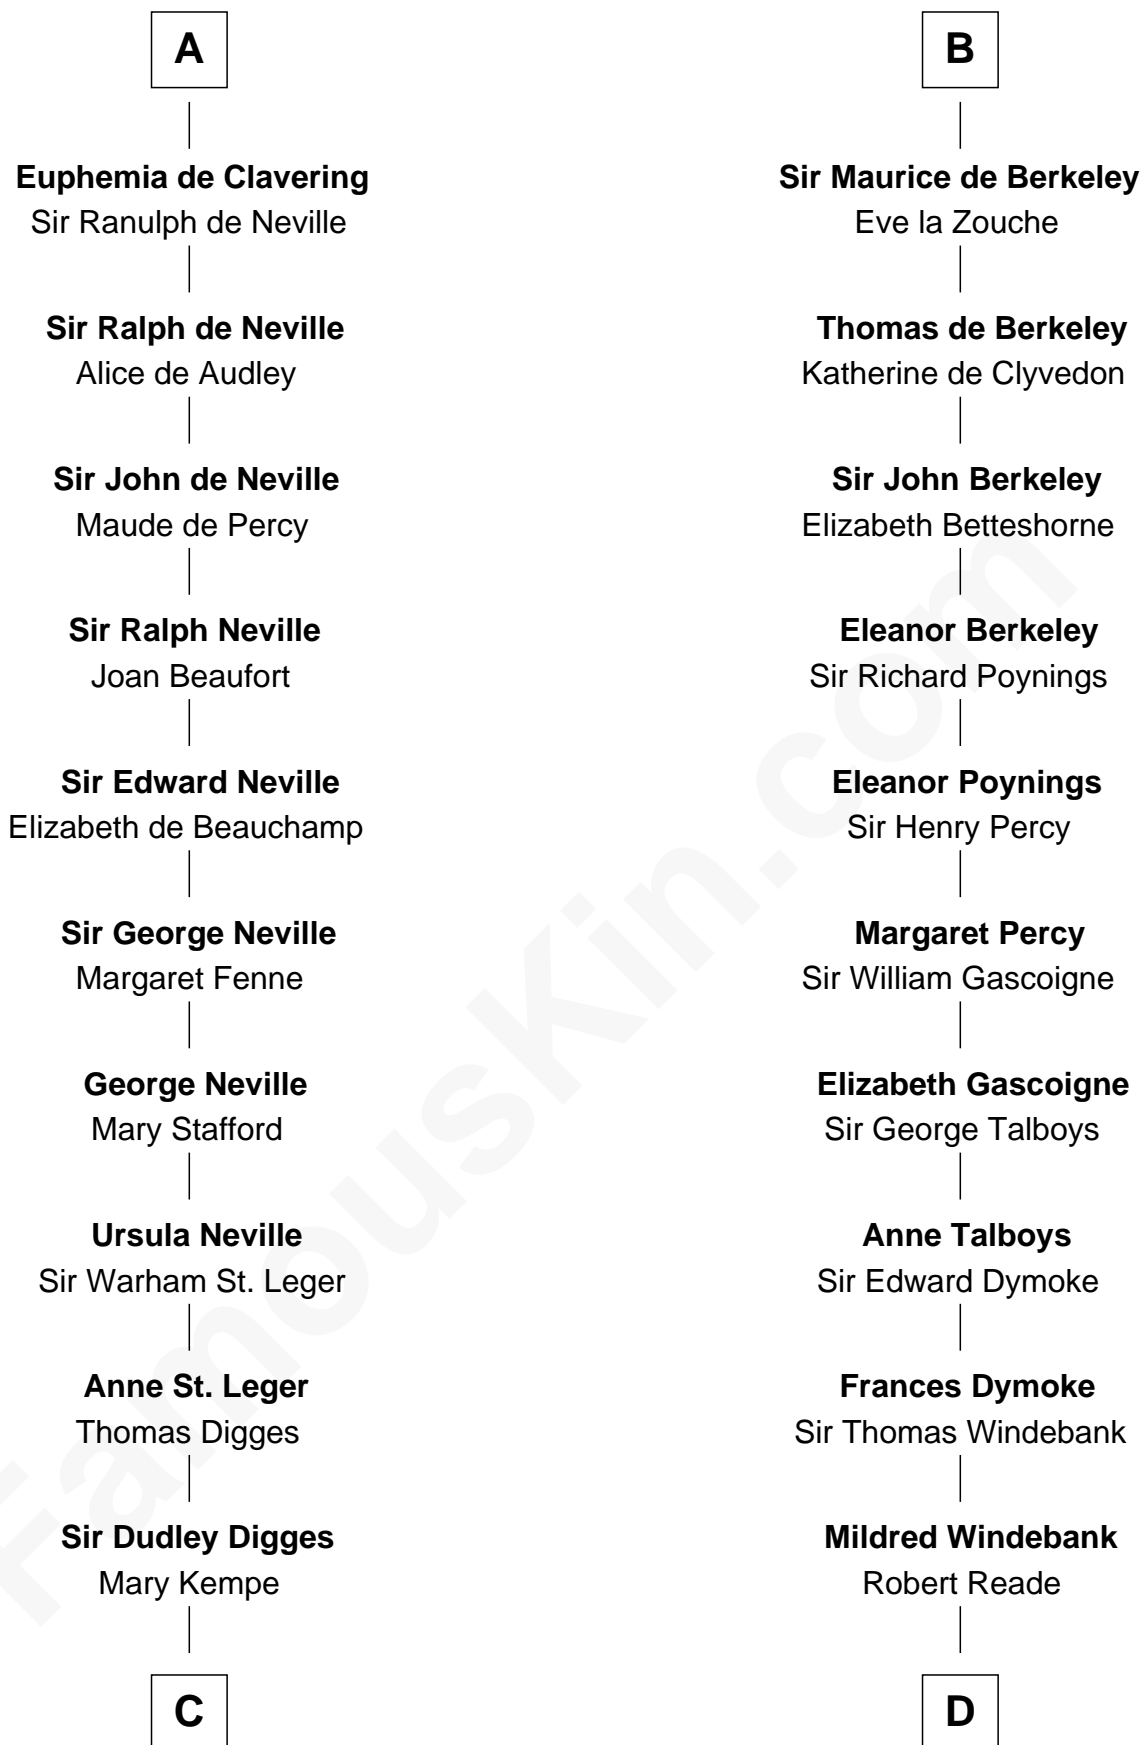 A
Euphemia de Clavering
Sir Ranulph de Neville
Sir Ralph de Neville
Alice de Audley
Sir John de Neville
Maude de Percy
Sir Ralph Neville
Joan Beaufort
Sir Edward Neville
Elizabeth de Beauchamp
Sir George Neville
Margaret Fenne
George Neville
Mary Stafford
Ursula Neville
Sir Warham St. Leger
Anne St. Leger
Thomas Digges
Sir Dudley Digges
Mary Kempe
C
B
Sir Maurice de Berkeley
Eve la Zouche
Thomas de Berkeley
Katherine de Clyvedon
Sir John Berkeley
Elizabeth Betteshorne
Eleanor Berkeley
Sir Richard Poynings
Eleanor Poynings
Sir Henry Percy
Margaret Percy
Sir William Gascoigne
Elizabeth Gascoigne
Sir George Talboys
Anne Talboys
Sir Edward Dymoke
Frances Dymoke
Sir Thomas Windebank
Mildred Windebank
Robert Reade
D
FamousKin.com